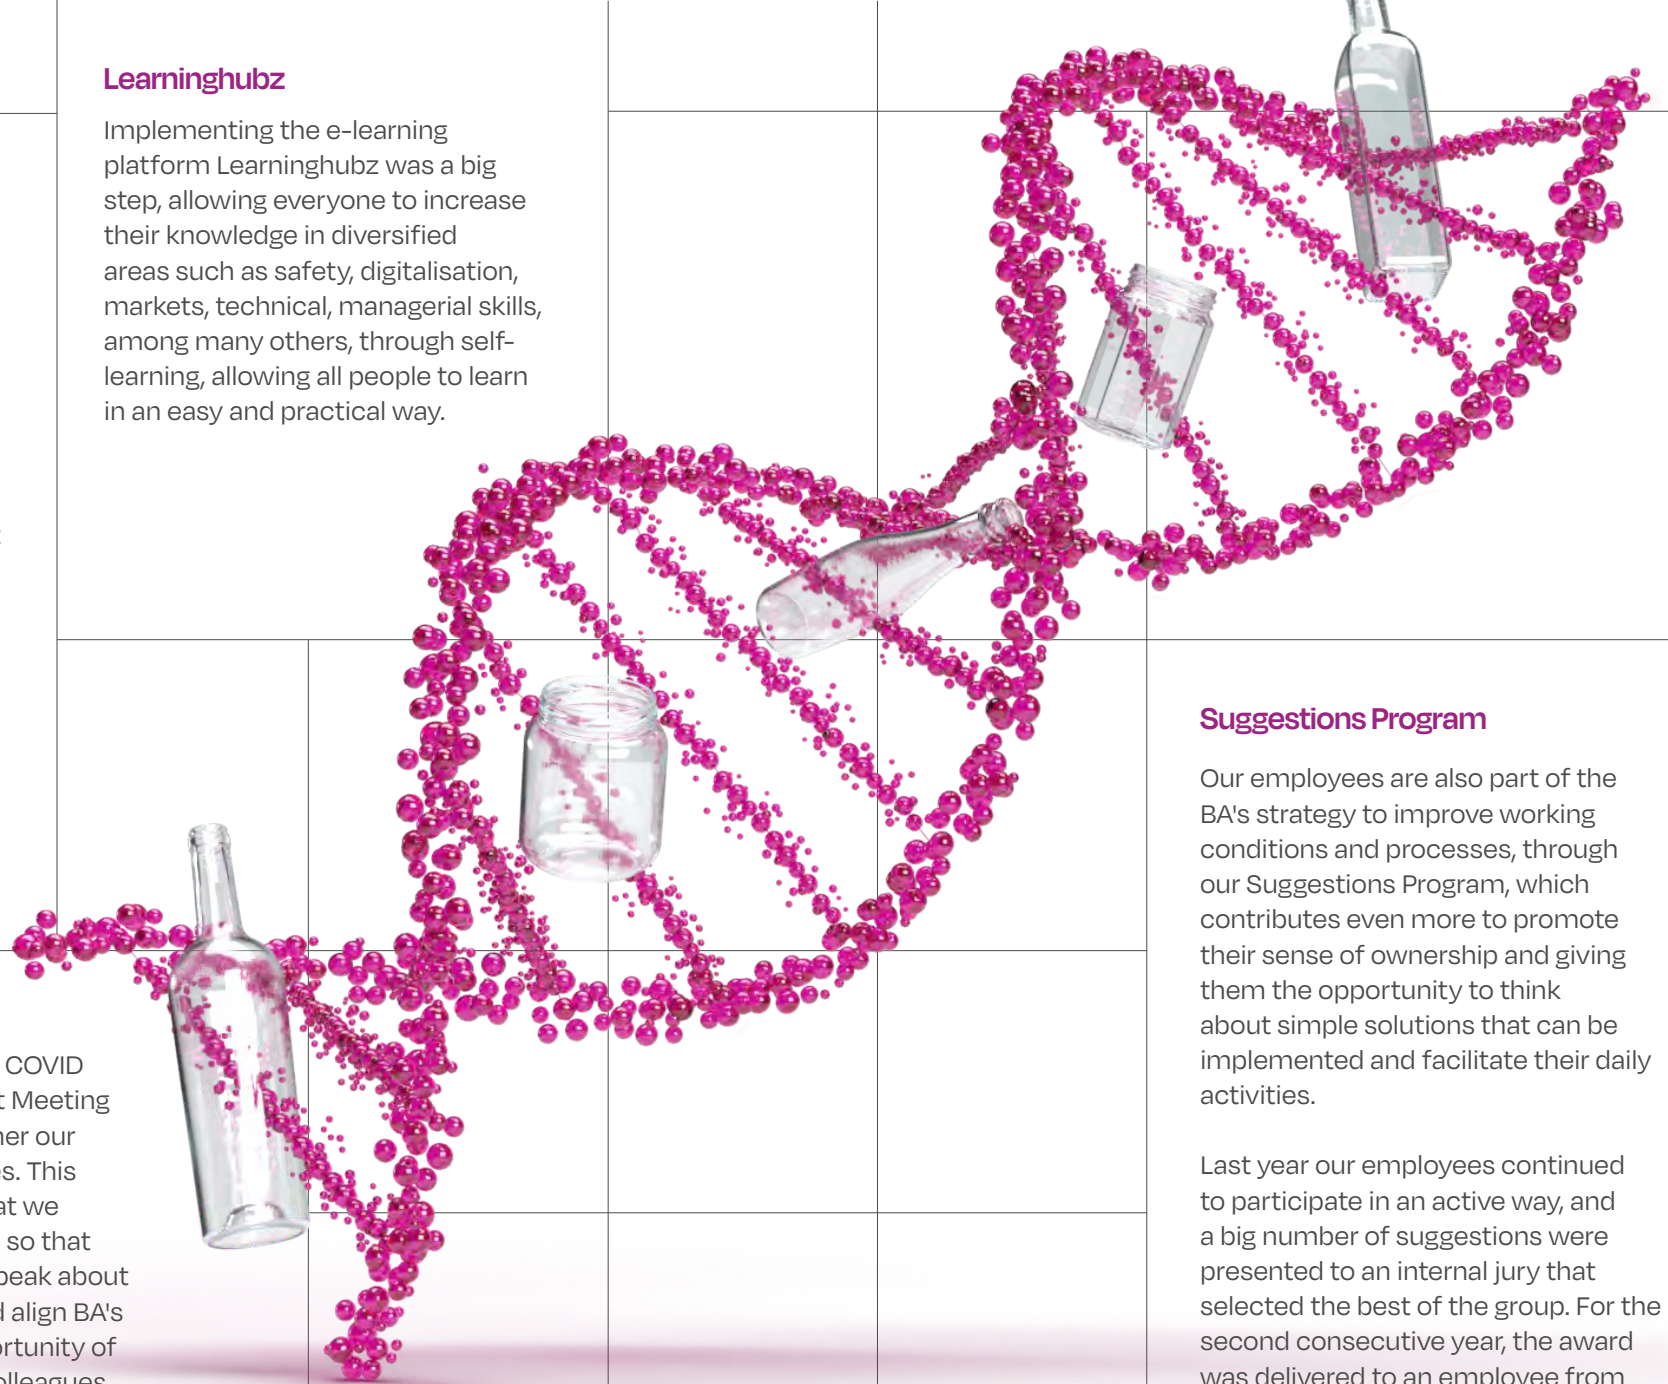 Learninghubz
Implementing the e-learning
platform Learninghubz was a big
step, allowing everyone to increase
their knowledge in diversified
areas such as safety, digitalisation,
markets, technical, managerial skills,
among many others, through self-
learning, allowing all people to learn
in an easy and practical way.
COVID
Meeting
our
This
we
so that
about
align BA's
of
Suggestions Program
Our employees are also part of the
BA's strategy to improve working
conditions and processes, through
our Suggestions Program, which
contributes even more to promote
their sense of ownership and giving
them the opportunity to think
about simple solutions that can be
implemented and facilitate their daily
activities.
Last year our employees continued
to participate in an active way, and
a big number of suggestions were
presented to an internal jury that
selected the best of the group. For the
second consecutive year, the award
was delivered to an employee from